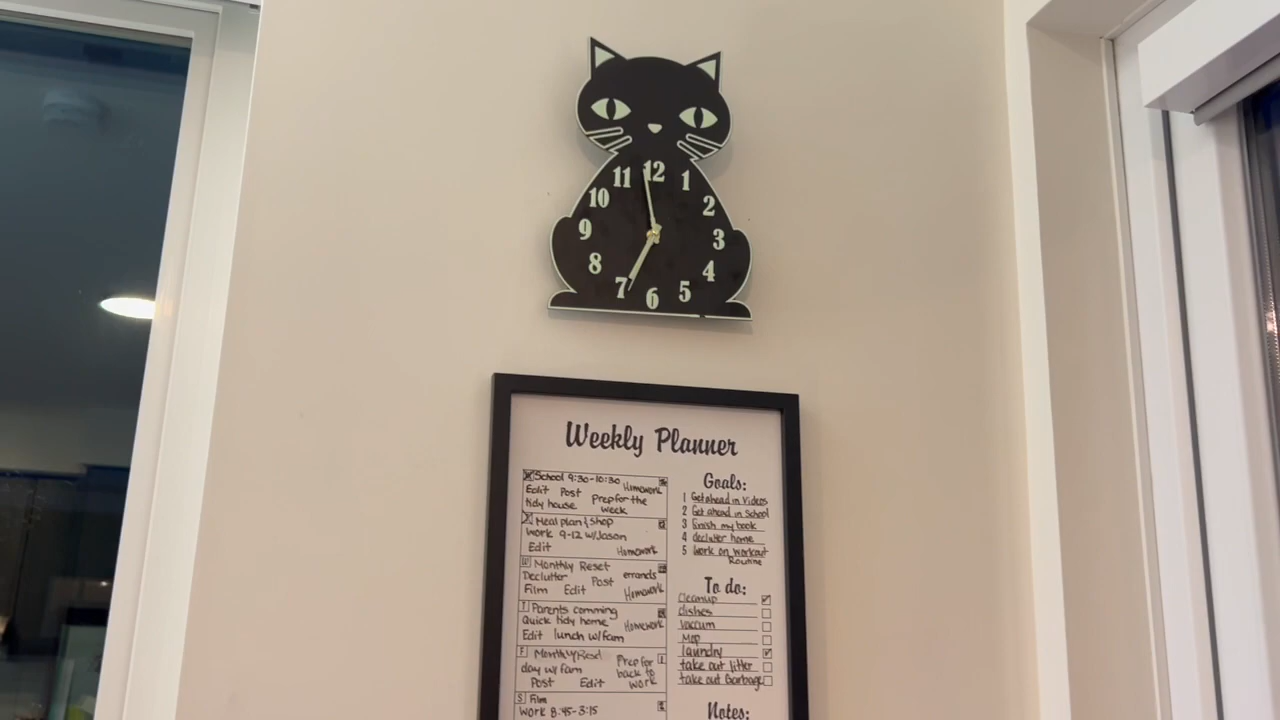 12
11
1
10
2
9
3
8
4
7
5
6
Weekly Planner
School 9:30-10:30 Homework
Edit Post Prep for the
tidy house week
Meal plan & shop
work 9-12 w/Jason
Edit Homework
W Monthly Reset
Declutter Post errands
Film Edit Homework
T Parents comming
Quick tidy home Homework
Edit lunch w/fam
F Monthly
day w/ fam Prep for
back to
Post Edit work
S Film
work 8:45-3:15
Goals:
1 Get ahead in Videos
2 Get ahead in School
3 finish my book
4 declutter home
5 work on workout
Routine
To do:
Cleanup
dishes
Vaccum
Mop
laundry
take out litter
take out Garbage
Notes: